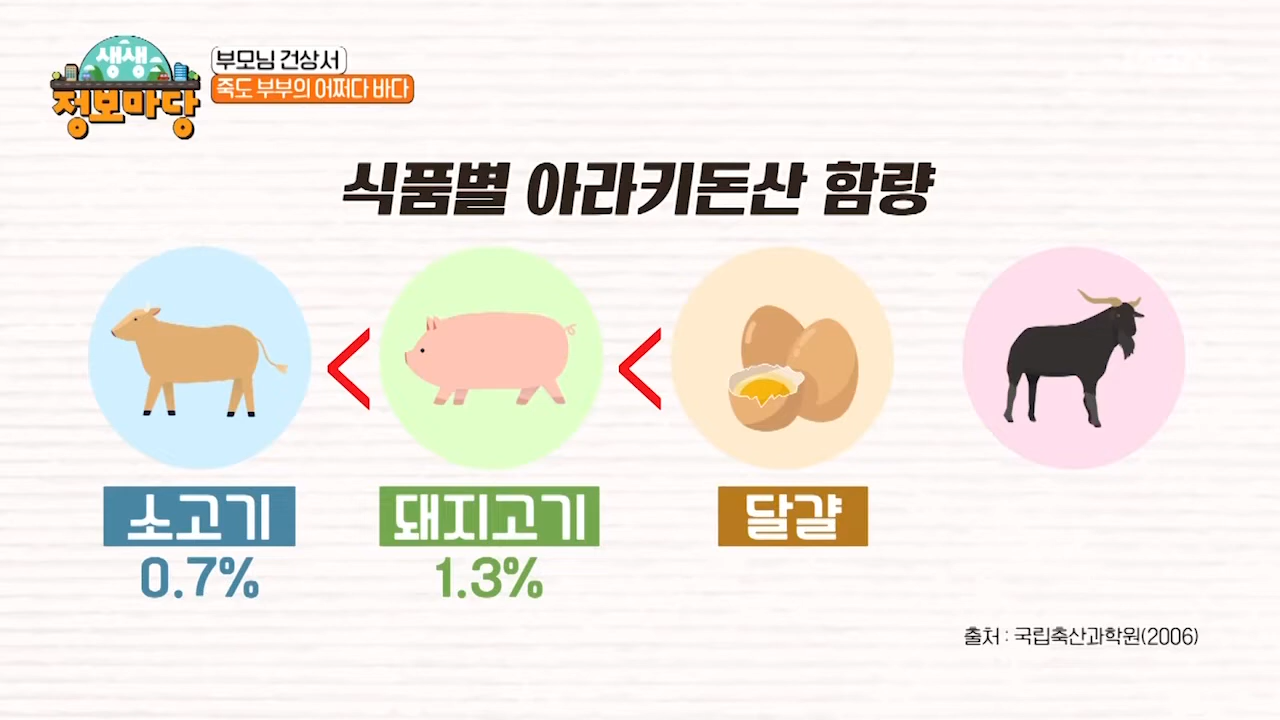 생생
정보마당
부모님 건상서
죽도 부부의 어쩌다 바다
식품별 아라키돈산 함량
< <
소고기 돼지고기 달걀
0.7% 1.3%
출처 : 국립축산과학원(2006)